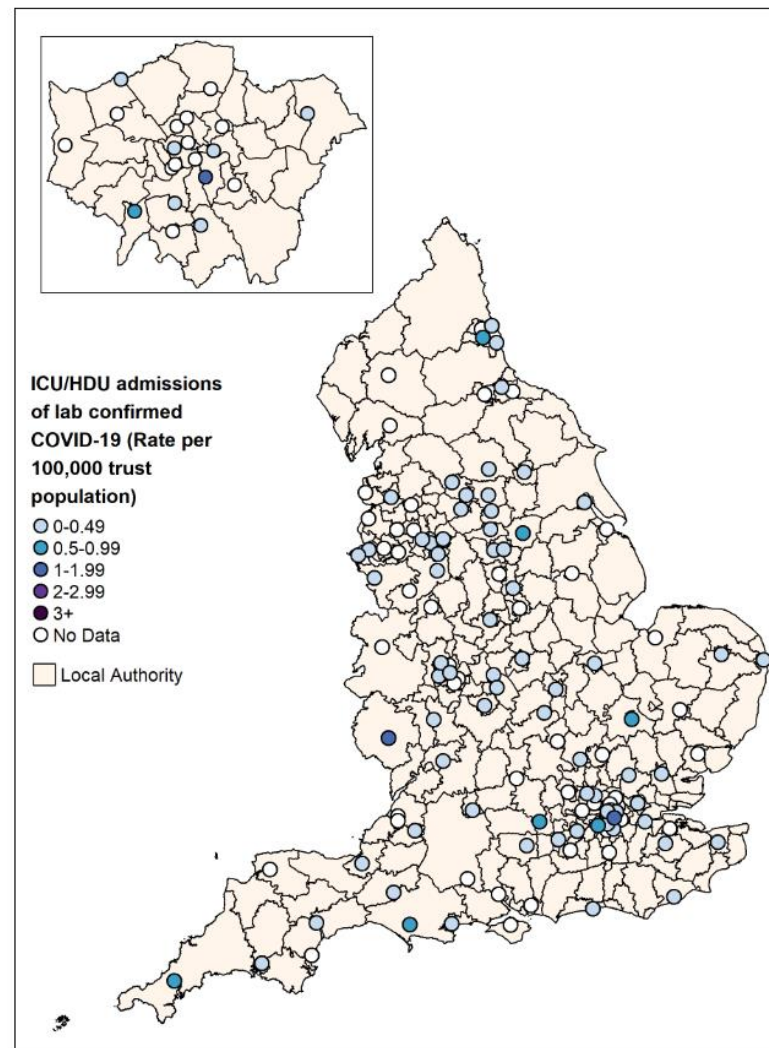 ICU/HDU admissions
of lab confirmed
COVID-19 (Rate per
100,000 trust
population)
0-0.49
0.5-0.99
1-1.99
2-2.99
3+
No Data
Local Authority